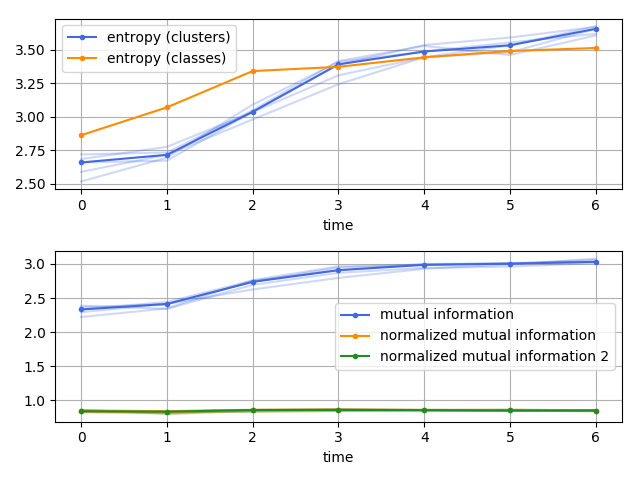 3.50
3.25
3.00
2.75
2.50
entropy (clusters)
entropy (classes)
0 1 2 3 4 5 6
time
3.0
2.5
2.0
1.5
1.0
mutual information
normalized mutual information
normalized mutual information 2
0 1 2 3 4 5 6
time